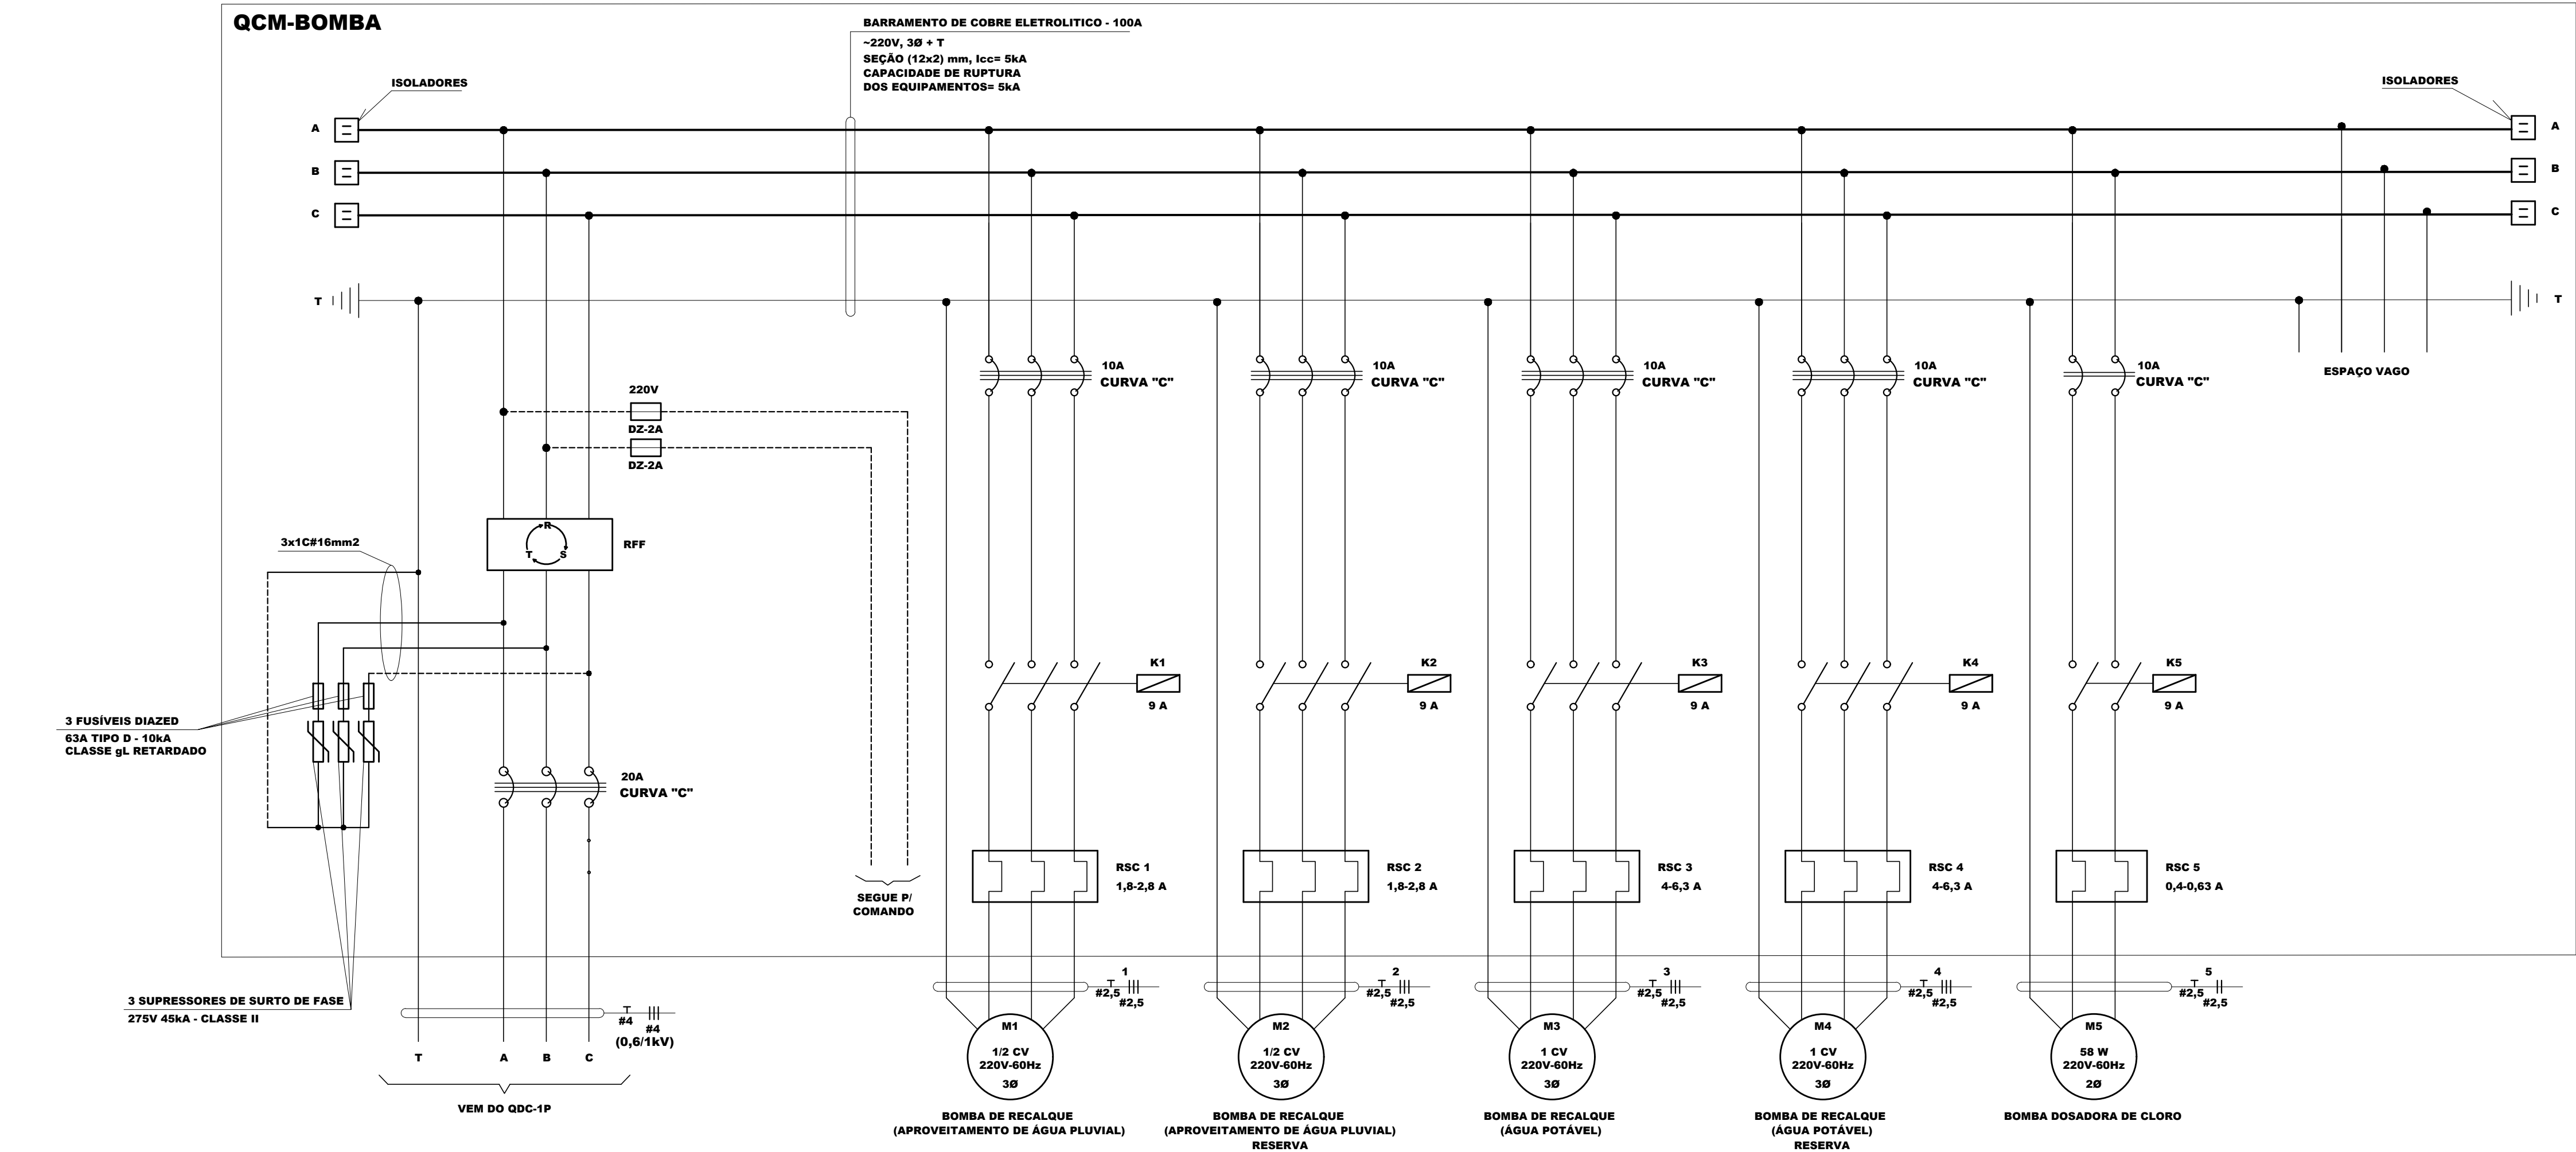 QCM-BOMBA
BARRAMENTO DE COBRE ELETROLITICO - 100A
~220V, 3Ø + T
SEÇÃO (12x2) mm, Icc= 5kA
CAPACIDADE DE RUPTURA
DOS EQUIPAMENTOS= 5kA
ISOLADORES
ISOLADORES
A
A
B
B
C
C
T
T
10A
CURVA "C"
10A
CURVA "C"
10A
CURVA "C"
10A
CURVA "C"
10A
CURVA "C"
ESPAÇO VAGO
220V
DZ-2A
DZ-2A
R
T
S
RFF
3x1C#16mm2
K1
9 A
K2
9 A
K3
9 A
K4
9 A
K5
9 A
3 FUSÍVEIS DIAZED
63A TIPO D - 10kA
CLASSE gL RETARDADO
20A
CURVA "C"
SEGUE P/
COMANDO
RSC 1
1,8-2,8 A
RSC 2
1,8-2,8 A
RSC 3
4-6,3 A
RSC 4
4-6,3 A
RSC 5
0,4-0,63 A
3 SUPRESSORES DE SURTO DE FASE
275V 45kA - CLASSE II
#4
#4
(0,6/1kV)
T
A
B
C
VEM DO QDC-1P
1
#2,5
#2,5
2
#2,5
#2,5
3
#2,5
#2,5
4
#2,5
#2,5
5
#2,5
#2,5
M1
1/2 CV
220V-60Hz
3Ø
BOMBA DE RECALQUE
(APROVEITAMENTO DE ÁGUA PLUVIAL)
M2
1/2 CV
220V-60Hz
3Ø
BOMBA DE RECALQUE
(APROVEITAMENTO DE ÁGUA PLUVIAL)
RESERVA
M3
1 CV
220V-60Hz
3Ø
BOMBA DE RECALQUE
(ÁGUA POTÁVEL)
M4
1 CV
220V-60Hz
3Ø
BOMBA DE RECALQUE
(ÁGUA POTÁVEL)
RESERVA
M5
58 W
220V-60Hz
2Ø
BOMBA DOSADORA DE CLORO